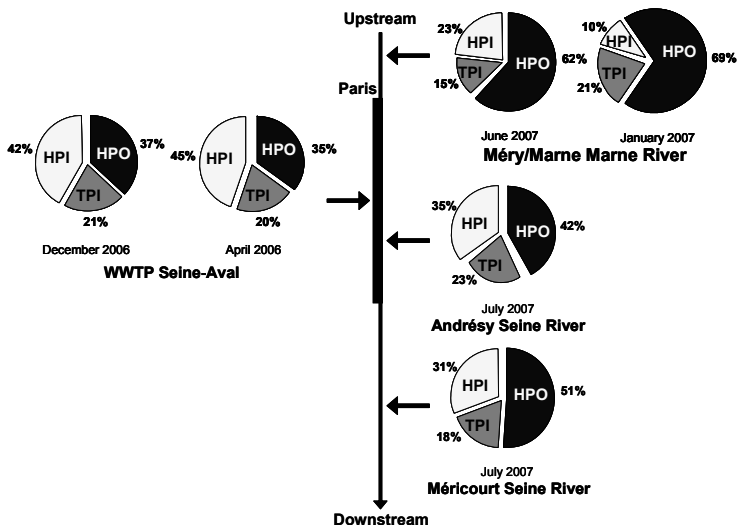 Upstream
23%
HPI
HPO
62%
TPI
15%
June 2007
10%
HPI
HPO
69%
TPI
21%
January 2007
Méry/Marne Marne River
Paris
42%
HPI
HPO
37%
TPI
21%
December 2006
45%
HPI
HPO
35%
TPI
20%
April 2006
WWTP Seine-Aval
35%
HPI
HPO
42%
TPI
23%
July 2007
Andrésy Seine River
31%
HPI
HPO
51%
TPI
18%
July 2007
Méricourt Seine River
Downstream